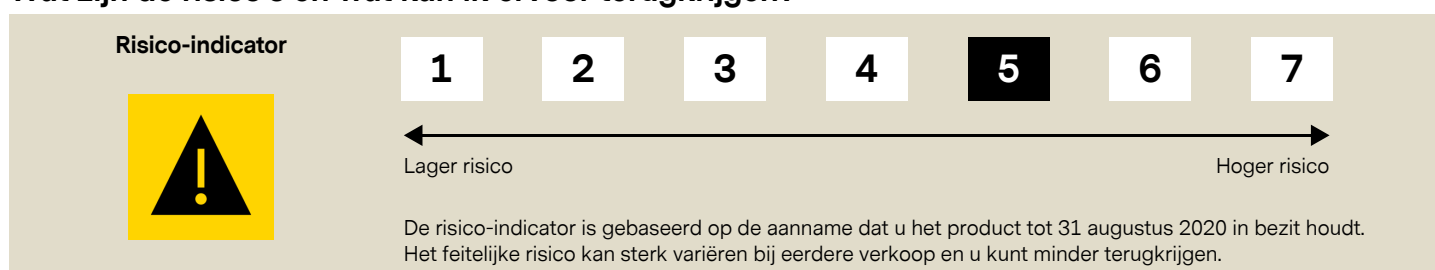 Risico-indicator
1 2 3 4 5 6 7
!
Lager risico Hoger risico
De risico-indicator is gebaseerd op de aanname dat u het product tot 31 augustus 2020 in bezit houdt.
Het feitelijke risico kan sterk variëren bij eerdere verkoop en u kunt minder terugkrijgen.